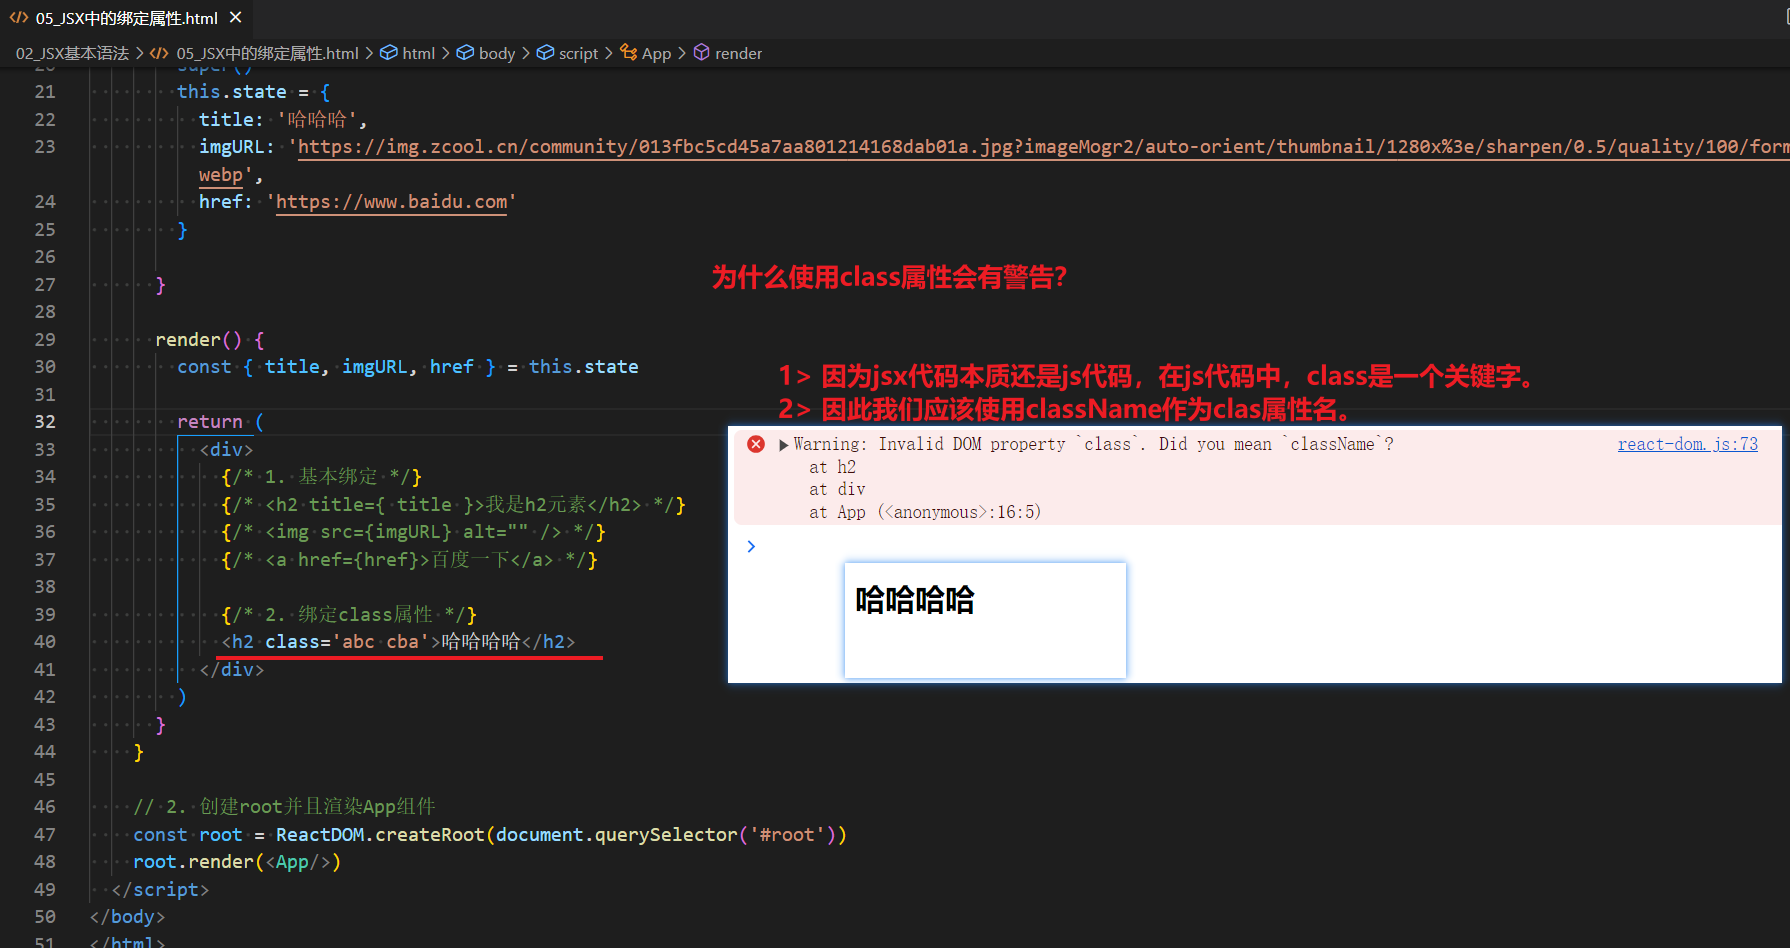 05_JSX中的绑定属性.html
02_JSX基本语法 > 05_JSX中的绑定属性.html > html > body > script > App > render
super()
21 this.state = {
22 title: '哈哈哈',
23 imgURL: 'https://img.zcool.cn/community/013fbc5cd45a7aa801214168dab01a.jpg?imageMogr2/auto-orient/thumbnail/1280x%3e/sharpen/0.5/quality/100/form
webp',
24 href: 'https://www.baidu.com'
25 }
26
为什么使用class属性会有警告?
27 }
28
29 render() {
30 const { title, imgURL, href } = this.state
1> 因为jsx代码本质还是js代码，在js代码中，class是一个关键字。
2> 因此我们应该使用className作为clas属性名。
31
32 return (
33 <div>
34 {/* 1. 基本绑定 */}
35 {/* <h2 title={ title }>我是h2元素</h2> */}
36 {/* <img src={imgURL} alt="" /> */}
37 {/* <a href={href}>百度一下</a> */}
38
39 {/* 2. 绑定class属性 */}
40 <h2 class='abc cba'>哈哈哈哈</h2>
41 </div>
42 )
43 }
44 }
45
Warning: Invalid DOM property `class`. Did you mean `className`? react-dom.js:73
at h2
at div
at App (<anonymous>:16:5)
哈哈哈哈
46 // 2. 创建root并且渲染App组件
47 const root = ReactDOM.createRoot(document.querySelector('#root'))
48 root.render(<App/>)
49 </script>
50 </body>
51 </html>